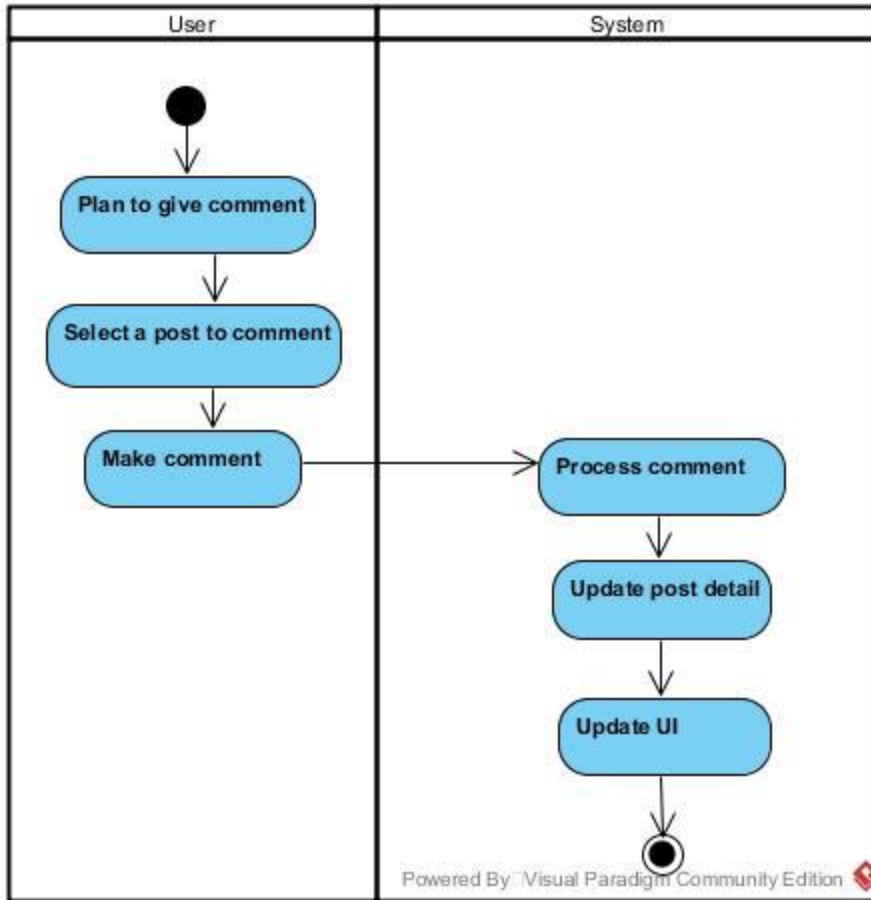 User
System
Plan to give comment
Select a post to comment
Make comment
Process comment
Update post detail
Update UI
Powered By Visual Paradigm Community Edition